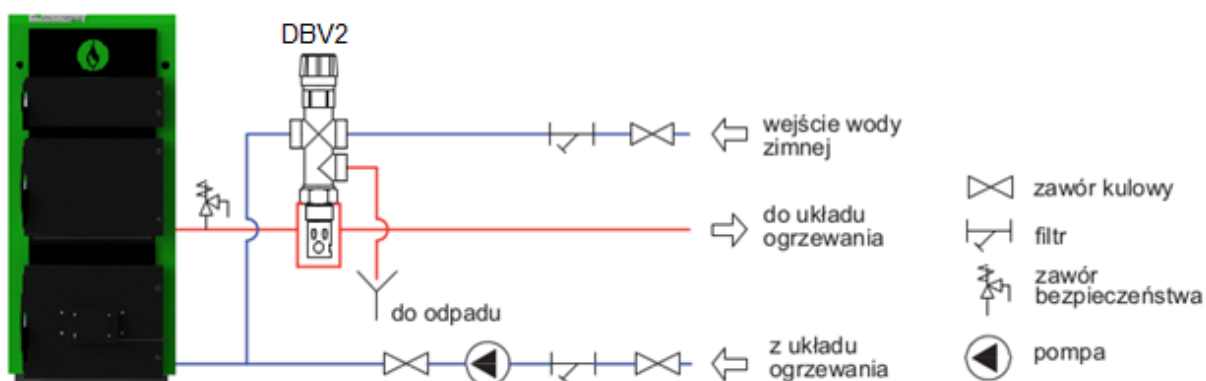 DBV2
wejście wody
zimnej
do układu
ogrzewania
do odpadu
z układu
ogrzewania
zawór kulowy
filtr
zawór
bezpieczeństwa
pompa